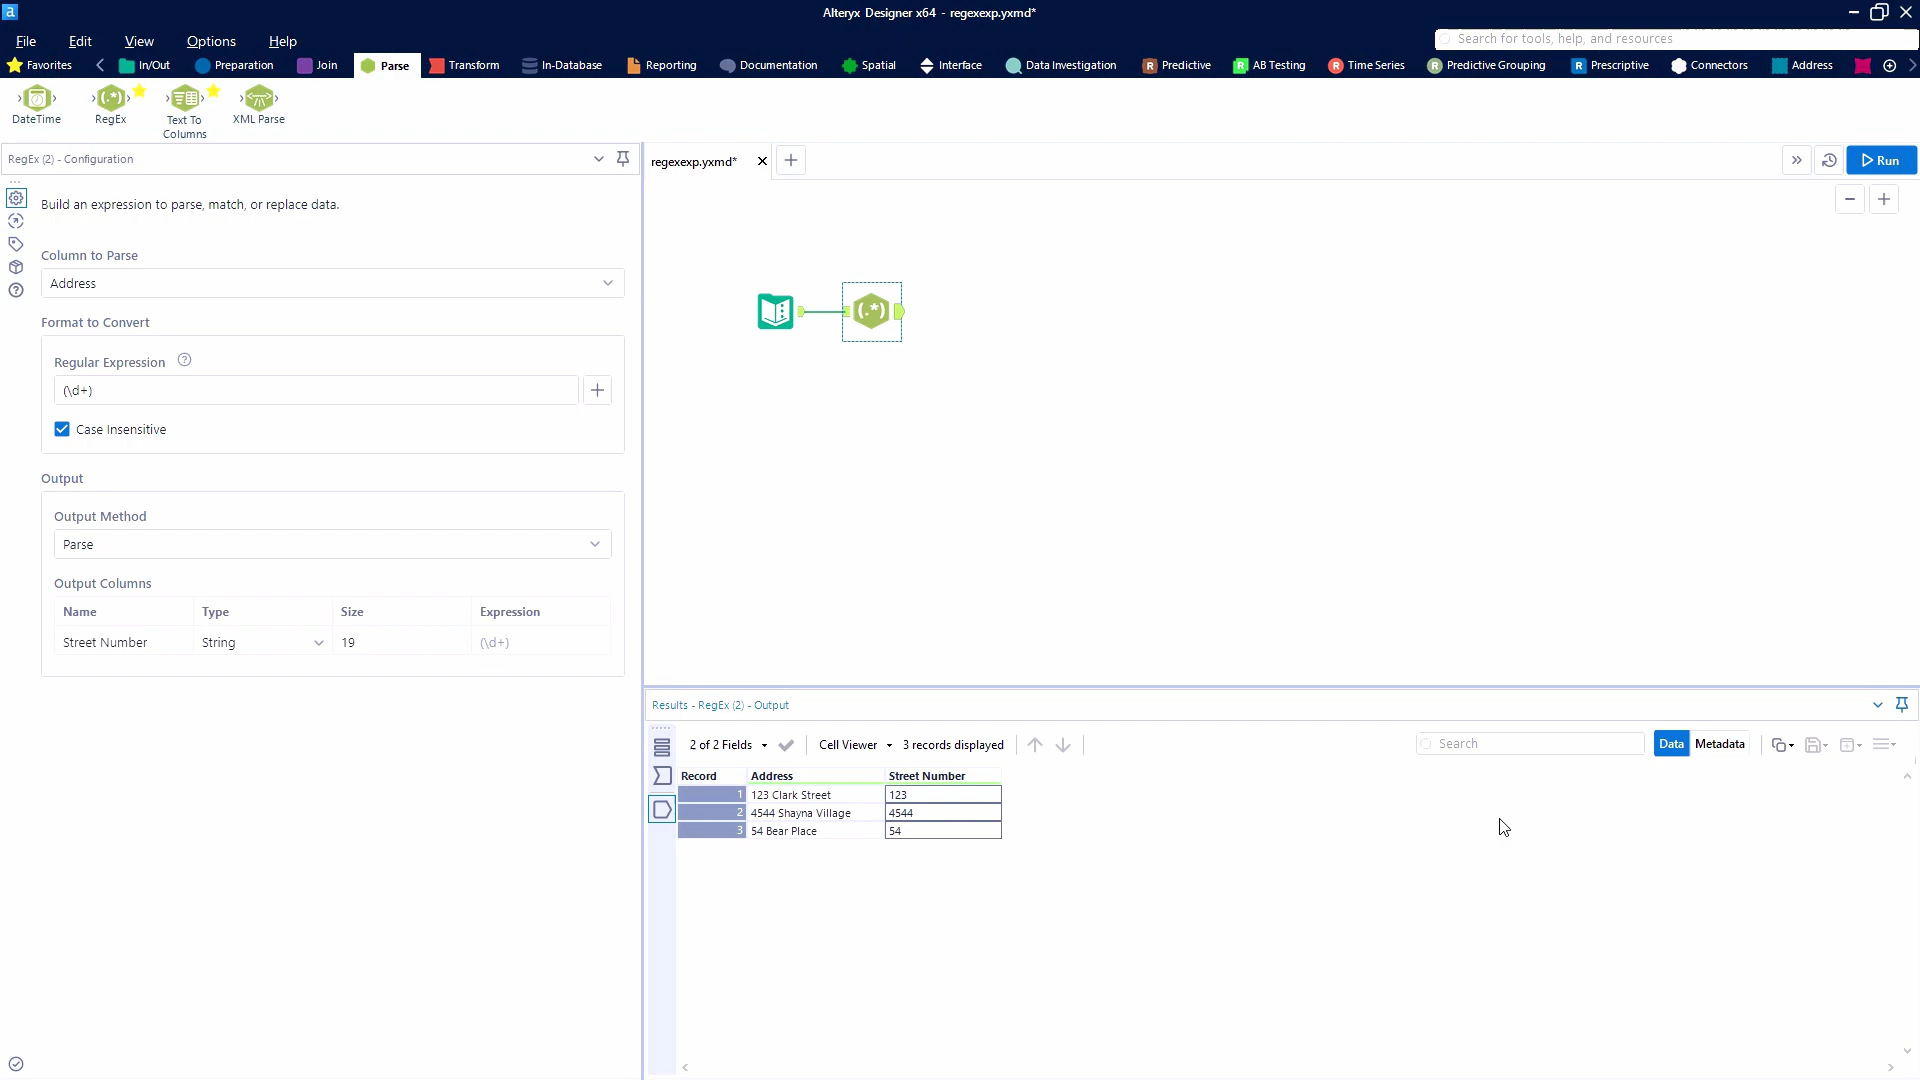 a Alteryx Designer x64 - regexexp.yxmd*
File Edit View Options Help Search for tools, help, and resources
Favorites In/Out Preparation Join Parse Transform In-Database Reporting Documentation Spatial Interface Data Investigation R Predictive R AB Testing R Time Series R Predictive Grouping R Prescriptive Connectors Address
(.*)
DateTime RegEx Text To Columns XML Parse
RegEx (2) - Configuration
regexexp.yxmd*
Run
Build an expression to parse, match, or replace data.
Column to Parse
Address
Format to Convert
Regular Expression
(\d+)
Case Insensitive
Output
Output Method
Parse
Output Columns
Name Type Size Expression
Street Number String 19 (\d+)
(.*)
Results - RegEx (2) - Output
2 of 2 Fields Cell Viewer 3 records displayed Search Data Metadata
Record Address Street Number
1 123 Clark Street 123
2 4544 Shayna Village 4544
3 54 Bear Place 54